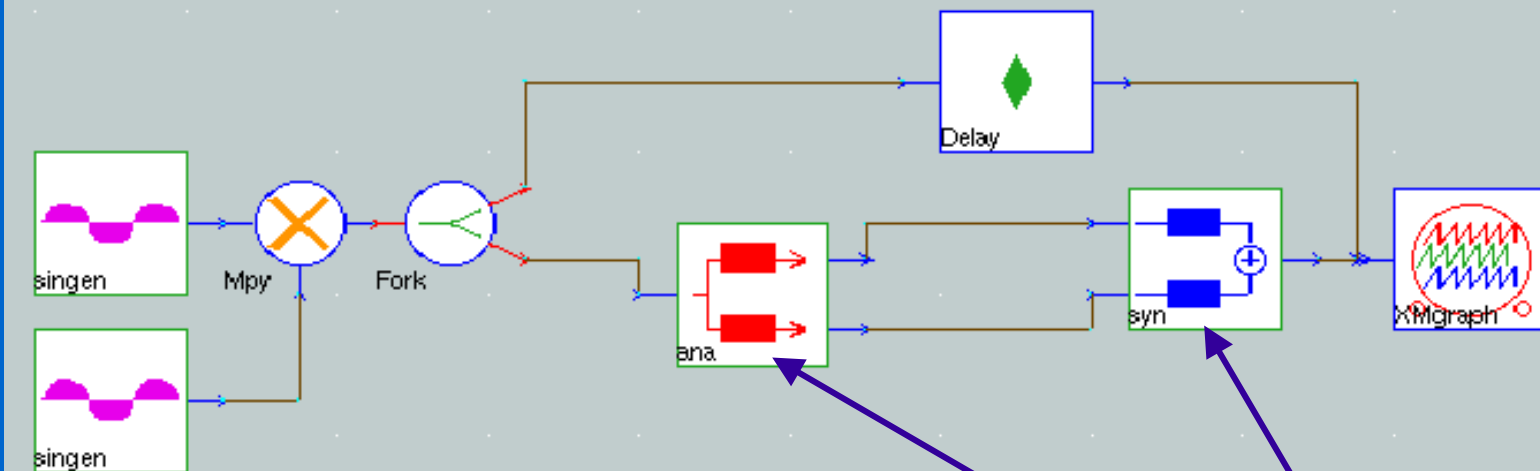 Delay
singen
Mpy
Fork
ana
syn
XMgraph
singen